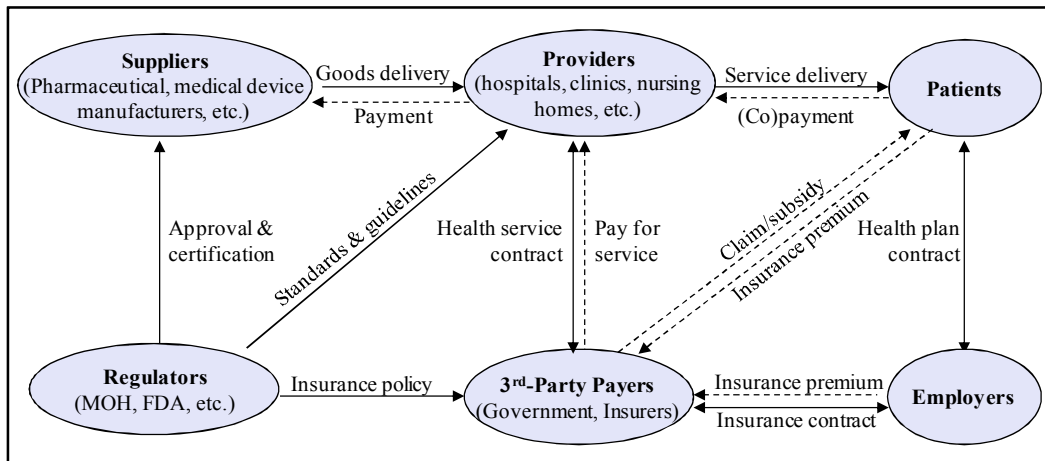 Suppliers
(Pharmaceutical, medical device
manufacturers, etc.)
Goods delivery
Payment
Providers
(hospitals, clinics, nursing
homes, etc.)
Service delivery
(Co)payment
Patients
Approval &
certification
Standards & guidelines
Health service
contract
Pay for
service
Claim/subsidy
Insurance premium
Health plan
contract
Regulators
(MOH, FDA, etc.)
Insurance policy
3rd-Party Payers
(Government, Insurers)
Insurance premium
Insurance contract
Employers